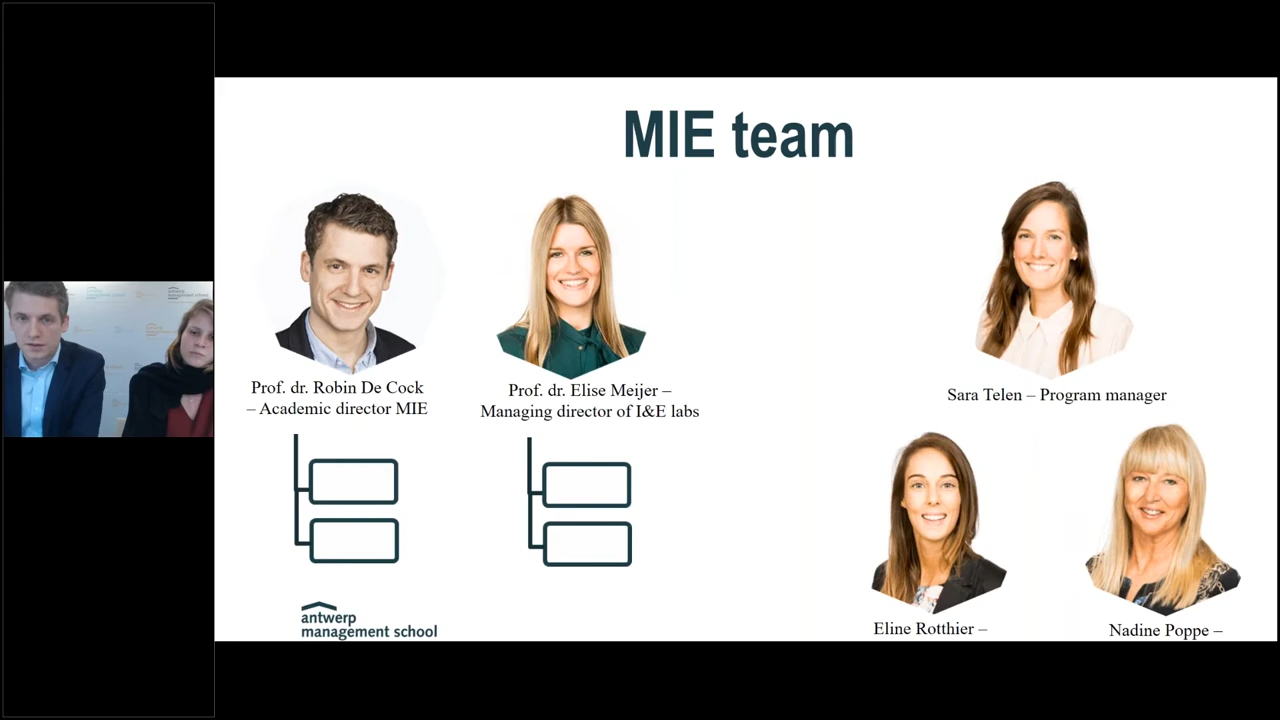 MIE team
Prof. dr. Robin De Cock
– Academic director MIE
Prof. dr. Elise Meijer –
Managing director of I&E labs
Sara Telen – Program manager
Eline Rotthier –
Nadine Poppe –
antwerp
management school